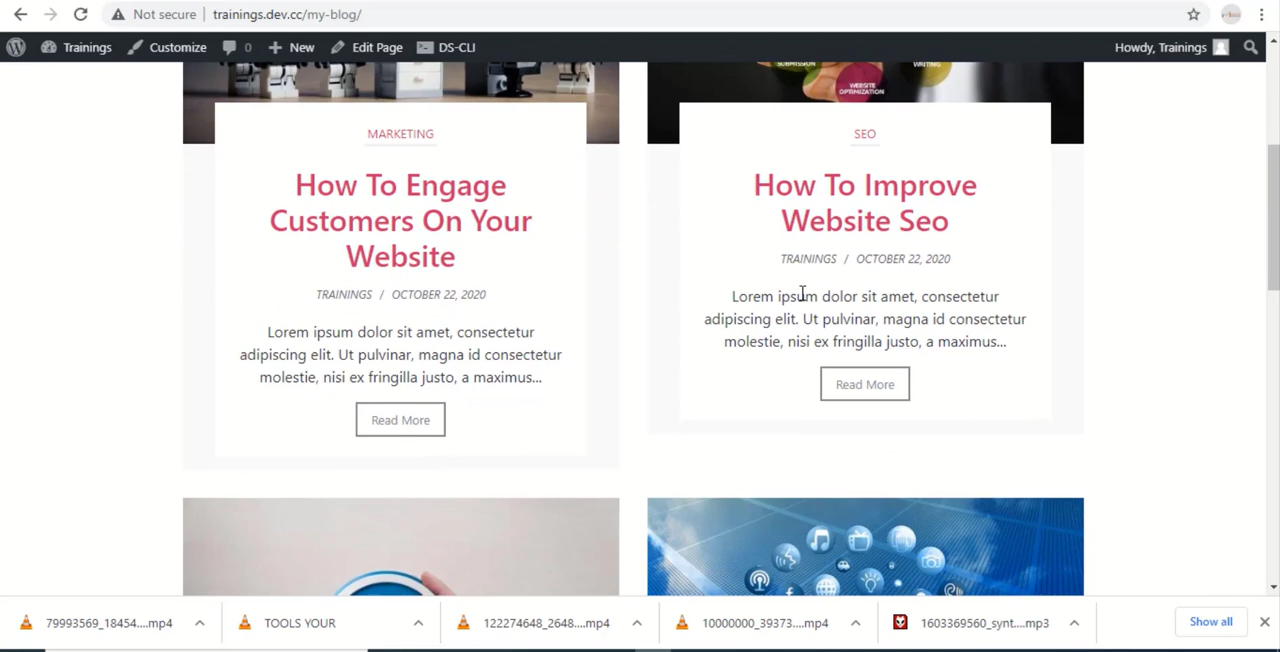 Not secure
trainings.dev.cc/my-blog/
Trainings
Customize
0
New
Edit Page
DS-CLI
Howdy, Trainings
SUBMISSION
WRITING
WEBSITE
OPTIMIZATION
MARKETING
How To Engage
Customers On Your
Website
TRAININGS / OCTOBER 22, 2020
Lorem ipsum dolor sit amet, consectetur
adipiscing elit. Ut pulvinar, magna id consectetur
molestie, nisi ex fringilla justo, a maximus...
Read More
SEO
How To Improve
Website Seo
TRAININGS / OCTOBER 22, 2020
Lorem ipsum dolor sit amet, consectetur
adipiscing elit. Ut pulvinar, magna id consectetur
molestie, nisi ex fringilla justo, a maximus...
Read More
79993569_18454....mp4
TOOLS YOUR
122274648_2648....mp4
10000000_39373....mp4
1603369560_synt....mp3
Show all